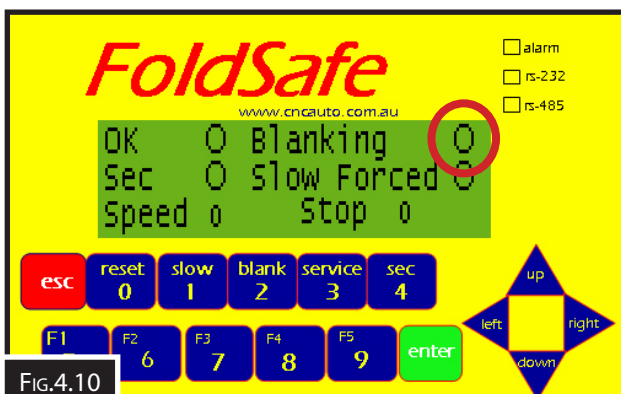 FoldSafe
www.cncauto.com.au
alarm
rs-232
rs-485
OK O Blanking O
Sec O Slow Forced O
Speed 0 Stop 0
esc
reset slow blank service sec
0 1 2 3 4
F1 F2 F3 F4 F5
6 7 8 9
enter
up
left right
down
FIG.4.10